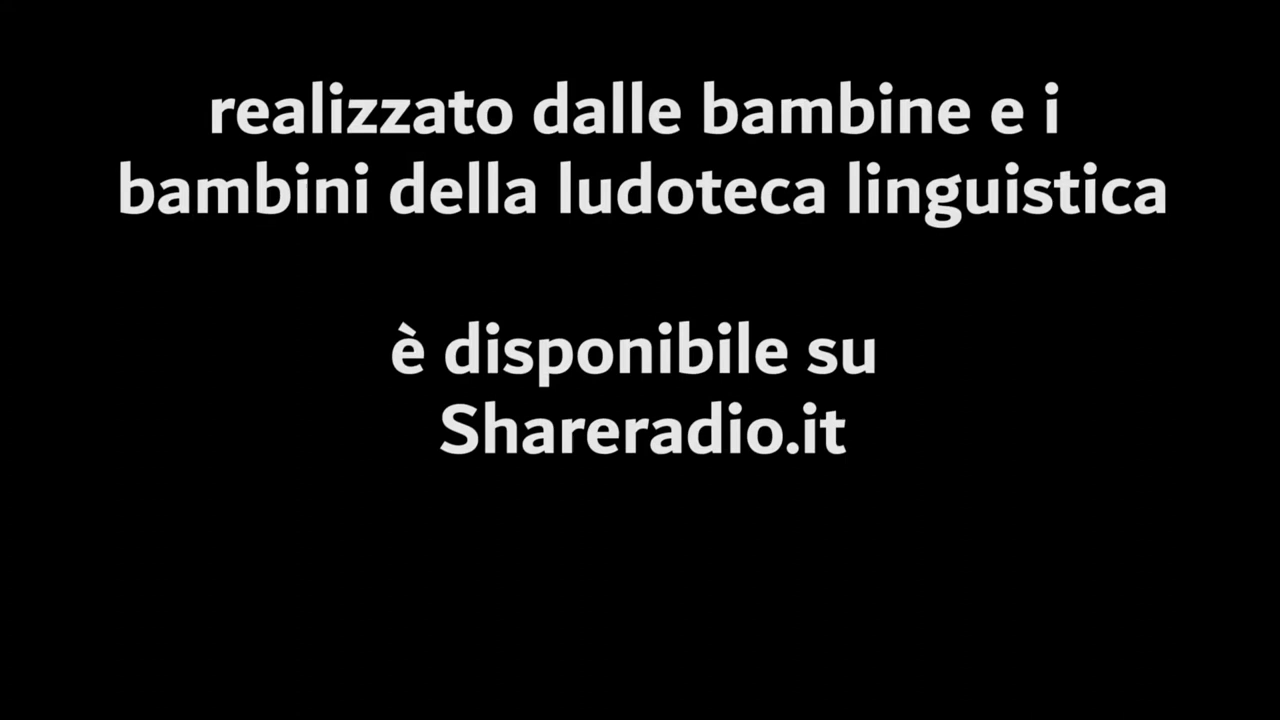 realizzato dalle bambine e i
bambini della ludoteca linguistica
è disponibile su
Shareradio.it